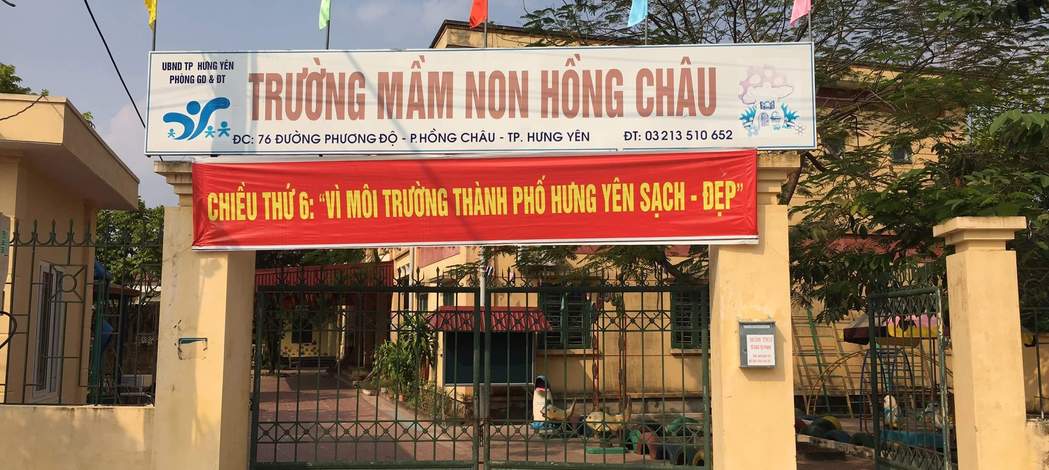 UBND TP HƯNG YÊN
PHÒNG GD & ĐT
TRƯỜNG MẦM NON HỒNG CHÂU
ĐC: 76 ĐƯỜNG PHƯƠNG ĐỘ - P.HỒNG CHÂU - TP. HƯNG YÊN
ĐT: 03213 510 652
CHIỀU THỨ 6: "VÌ MÔI TRƯỜNG THÀNH PHỐ HƯNG YÊN SẠCH - ĐẸP"